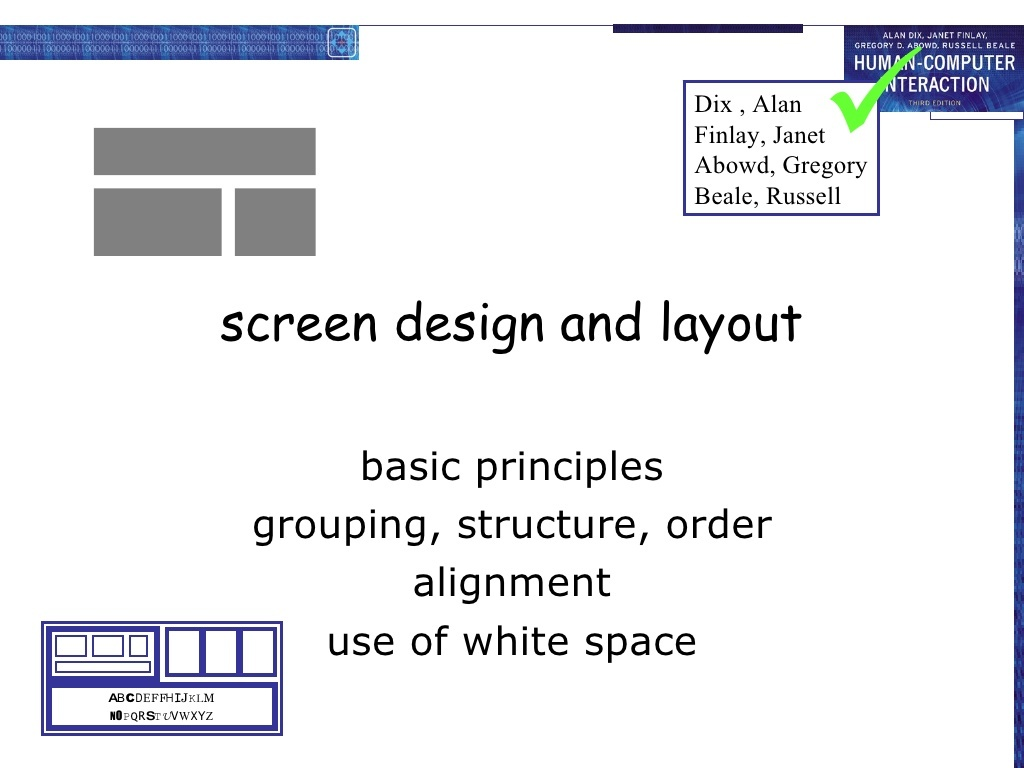 ALAN DIX, JANET FINLAY,
GREGORY D. ABOWD, RUSSELL BEALE
HUMAN-COMPUTER
INTERACTION
THIRD EDITION
Dix , Alan
Finlay, Janet
Abowd, Gregory
Beale, Russell
screen design and layout
basic principles
grouping, structure, order
alignment
use of white space
ABCDEFFHIJKLM
NOPQRSTUVWXYZ